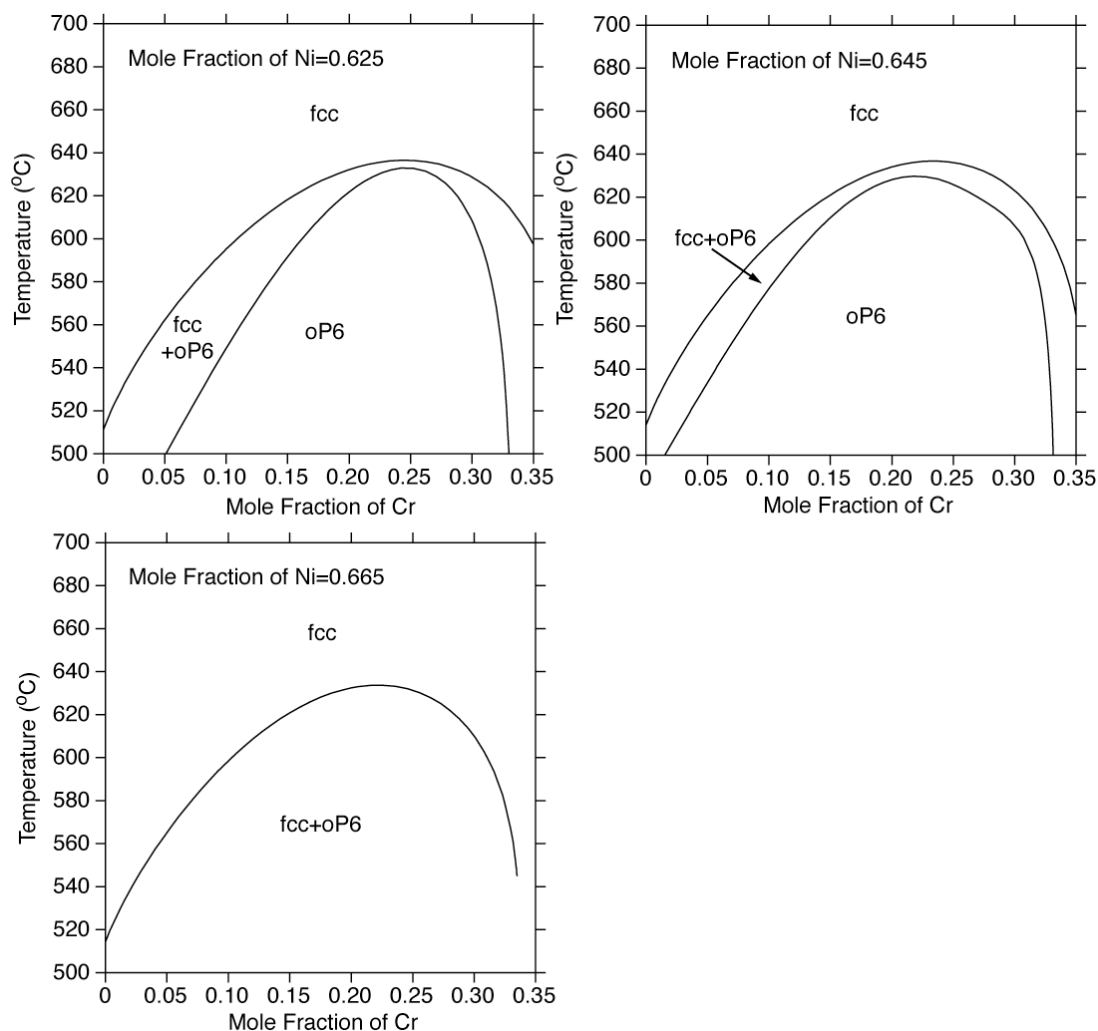 Mole Fraction of Ni=0.625
700
680
660
640
620
600
580
560
540
520
500
Temperature (°C)
fcc
fcc
+oP6
oP6
0 0.05 0.10 0.15 0.20 0.25 0.30 0.35
Mole Fraction of Cr
Mole Fraction of Ni=0.645
700
680
660
640
620
600
580
560
540
520
500
Temperature (°C)
fcc
fcc+oP6
oP6
0 0.05 0.10 0.15 0.20 0.25 0.30 0.35
Mole Fraction of Cr
Mole Fraction of Ni=0.665
700
680
660
640
620
600
580
560
540
520
500
Temperature (°C)
fcc
fcc+oP6
0 0.05 0.10 0.15 0.20 0.25 0.30 0.35
Mole Fraction of Cr